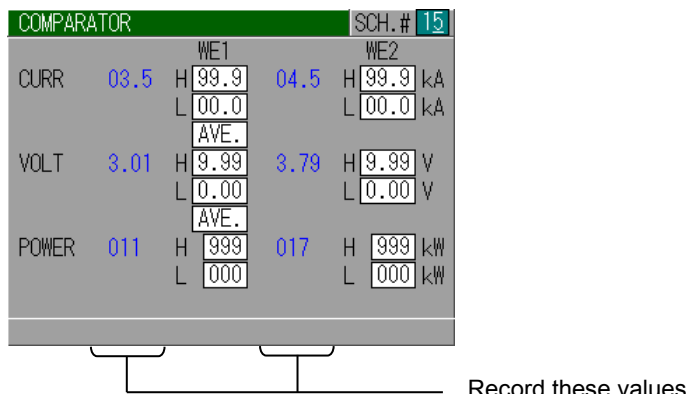 COMPARATOR SCH.# 15
WE1 WE2
CURR 03.5 H 99.9 04.5 H 99.9 kA
L 00.0 L 00.0 kA
AVE.
VOLT 3.01 H 9.99 3.79 H 9.99 V
L 0.00 L 0.00 V
AVE.
POWER 011 H 999 017 H 999 kW
L 000 L 000 kW
Record these values